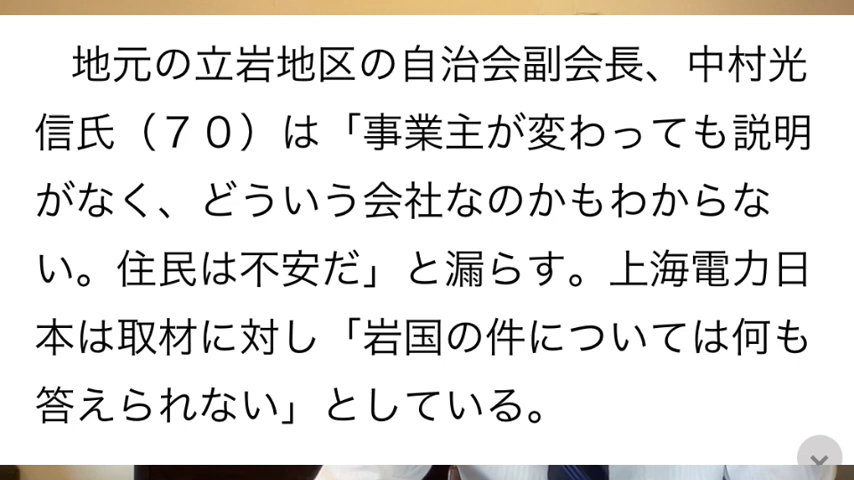 地元の立岩地区の自治会副会長、中村光
信氏（７０）は「事業主が変わっても説明
がなく、どういう会社なのかもわからな
い。住民は不安だ」と漏らす。上海電力日
本は取材に対し「岩国の件については何も
答えられない」としている。